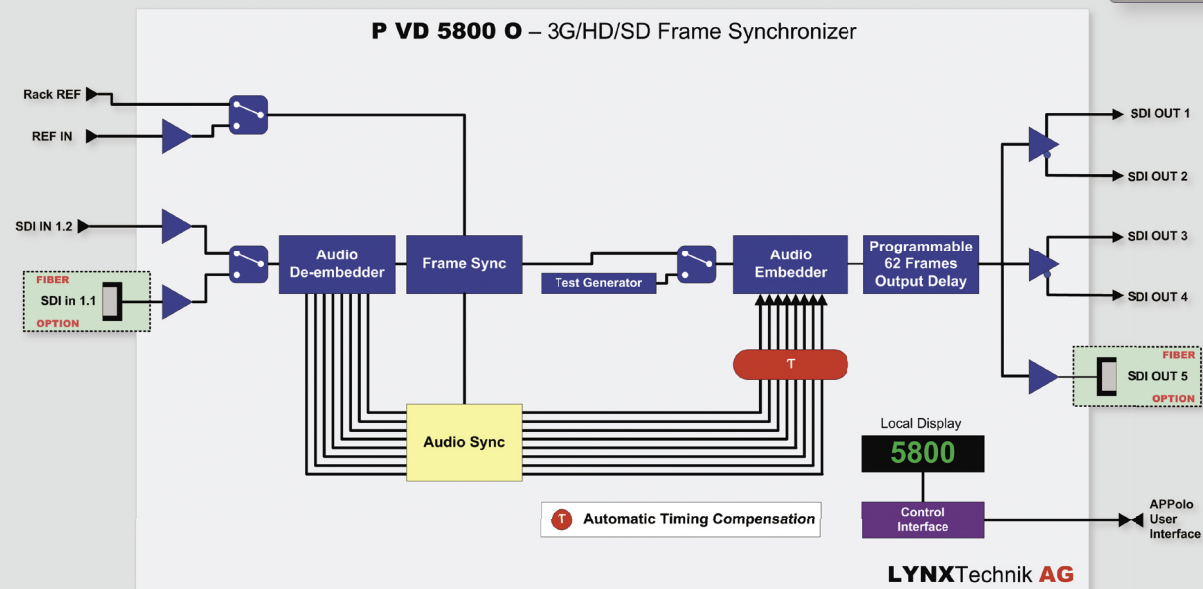 P VD 5800 O – 3G/HD/SD Frame Synchronizer
Rack REF
REF IN
SDI IN 1.2
FIBER
SDI in 1.1
OPTION
Audio
De-embedder
Frame Sync
Test Generator
Audio
Embedder
Programmable
62 Frames
Output Delay
SDI OUT 1
SDI OUT 2
SDI OUT 3
SDI OUT 4
FIBER
SDI OUT 5
OPTION
T
Audio Sync
Local Display
5800
Control
Interface
APPolo
User
Interface
T Automatic Timing Compensation
LYNXTechnik AG